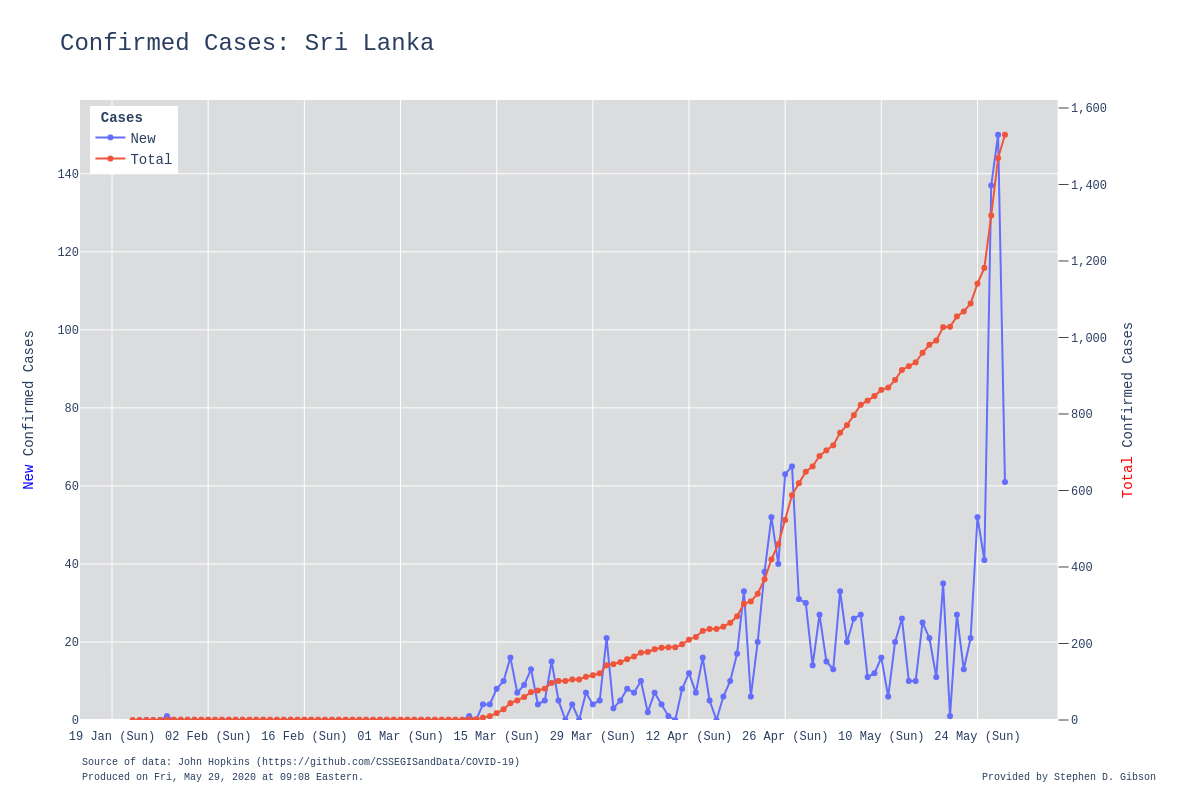 Confirmed Cases: Sri Lanka
Cases
New
Total
140
120
100
80
60
40
20
0
1,600
1,400
1,200
1,000
800
600
400
200
0
New Confirmed Cases
Total Confirmed Cases
19 Jan (Sun) 02 Feb (Sun) 16 Feb (Sun) 01 Mar (Sun) 15 Mar (Sun) 29 Mar (Sun) 12 Apr (Sun) 26 Apr (Sun) 10 May (Sun) 24 May (Sun)
Source of data: John Hopkins (https://github.com/CSSEGISandData/COVID-19)
Produced on Fri, May 29, 2020 at 09:08 Eastern.
Provided by Stephen D. Gibson